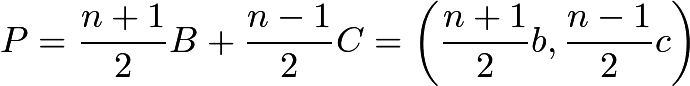 $P = \frac{n+1}{2}B + \frac{n-1}{2}C = \left(\frac{n+1}{2}b, \frac{n-1}{2}c\right)$